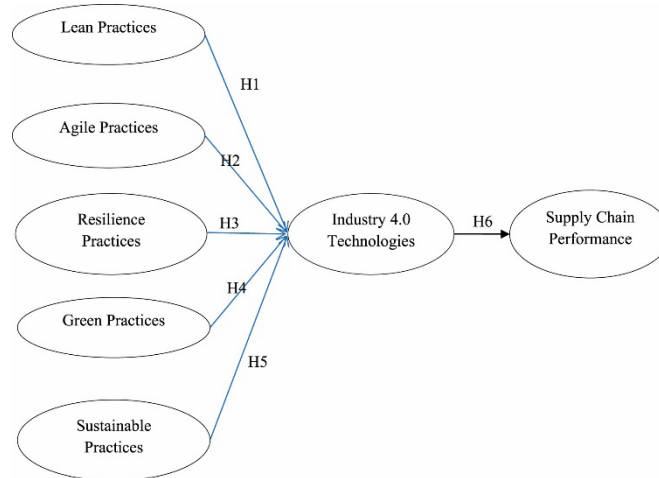 Lean Practices
H1
Agile Practices
H2
Resilience
Practices
H3
Industry 4.0
Technologies
H6
Supply Chain
Performance
H4
Green Practices
H5
Sustainable
Practices